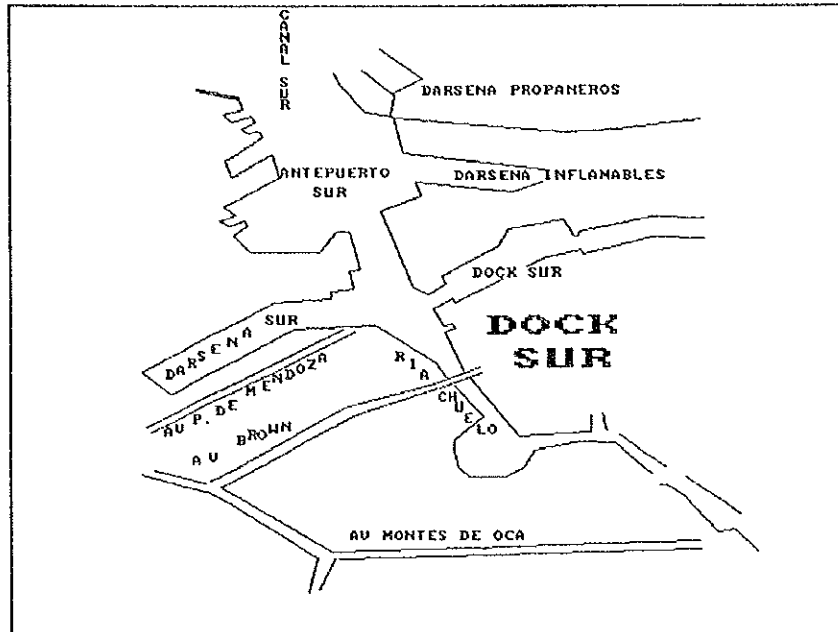 CANAL SUR
DARSENA PROPANEROS
ANTEPUERTO
SUR
DARSENA INFLAMABLES
DOCK SUR
DOCK
SUR
DARSENA SUR
RIACHUELO
AV P. DE MENDOZA
AV BROWN
AV MONTES DE OCA